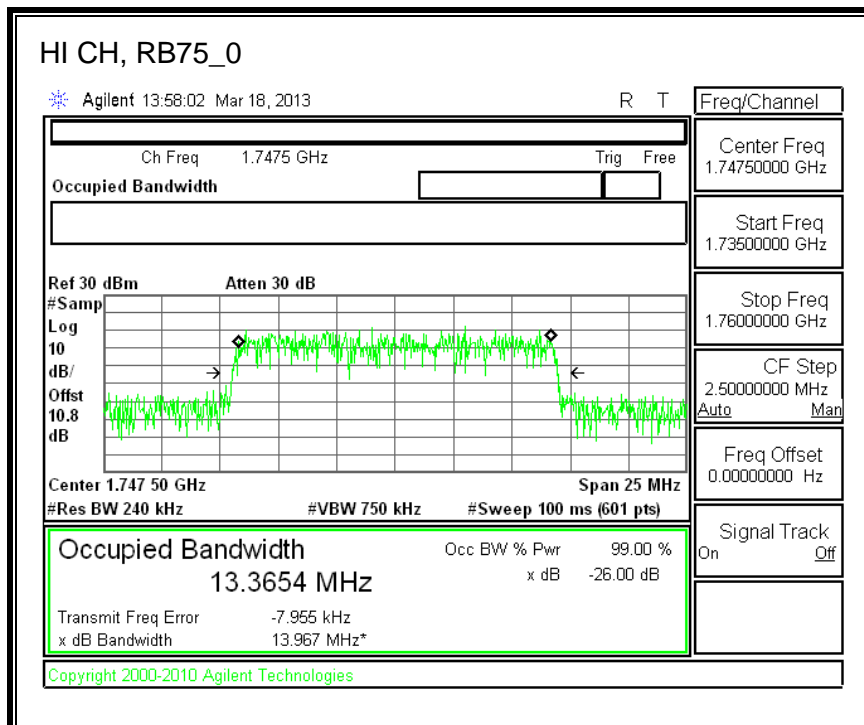 HI CH, RB75_0
Agilent 13:58:02 Mar 18, 2013 R T
Freq/Channel
Ch Freq 1.7475 GHz Trig Free
Occupied Bandwidth
Center Freq
1.74750000 GHz
Start Freq
1.73500000 GHz
Stop Freq
1.76000000 GHz
CF Step
2.50000000 MHz
Auto Man
Freq Offset
0.00000000 Hz
Signal Track
On Off
Ref 30 dBm Atten 30 dB
#Samp
Log
10
dB/
Offst
10.8
dB
Center 1.747 50 GHz Span 25 MHz
#Res BW 240 kHz #VBW 750 kHz #Sweep 100 ms (601 pts)
Occupied Bandwidth Occ BW % Pwr 99.00 %
13.3654 MHz x dB -26.00 dB
Transmit Freq Error -7.955 kHz
x dB Bandwidth 13.967 MHz*
Copyright 2000-2010 Agilent Technologies